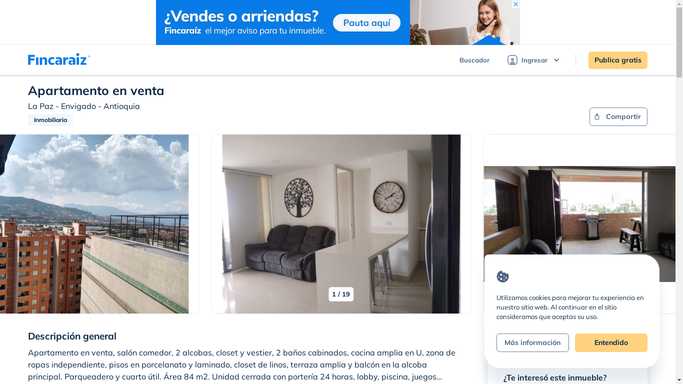 ¿Vendes o arriendas?
Fincaraíz el mejor aviso para tu inmueble.
Pauta aquí
Fincaraíz
Buscador
Ingresar
Publica gratis
Apartamento en venta
La Paz - Envigado - Antioquia
Inmobiliaria
Compartir
1 / 19
Utilizamos cookies para mejorar tu experiencia en
nuestro sitio web. Al continuar en el sitio
consideramos que aceptas su uso.
Más información
Entendido
Descripción general
Apartamento en venta, salón comedor, 2 alcobas, closet y vestier, 2 baños cabinados, cocina amplia en U, zona de
ropas independiente, pisos en porcelanato y laminado, closet de linos, terraza amplia y balcón en la alcoba
principal. Parqueadero y cuarto útil. Área 84 m2. Unidad cerrada con portería 24 horas, lobby, piscina, juegos...
¿Te interesó este inmueble?